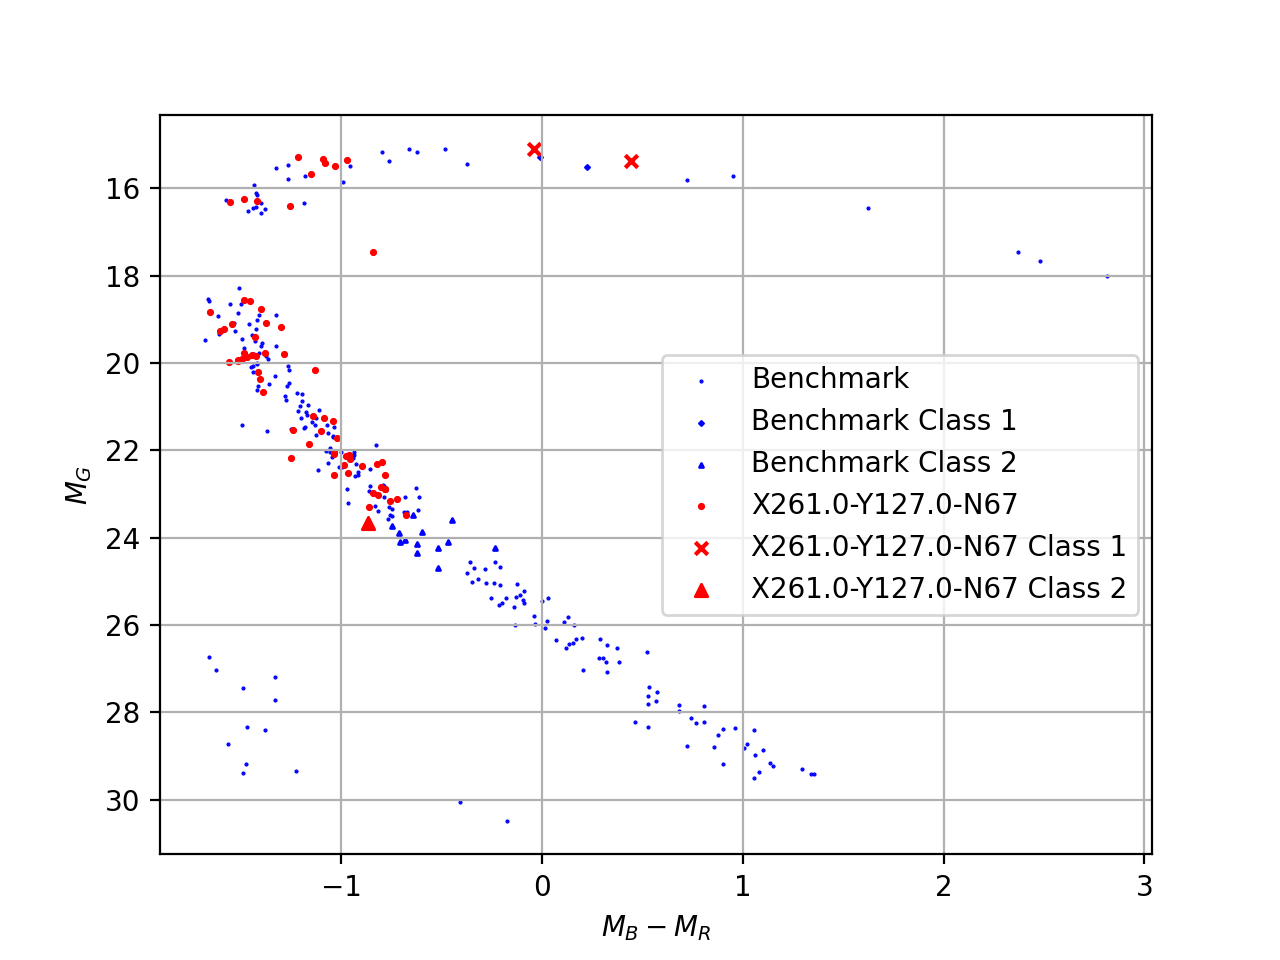 16
18
20
22
24
26
28
30
M_G
−1
0
1
2
3
M_B − M_R
Benchmark
Benchmark Class 1
Benchmark Class 2
X261.0-Y127.0-N67
X261.0-Y127.0-N67 Class 1
X261.0-Y127.0-N67 Class 2